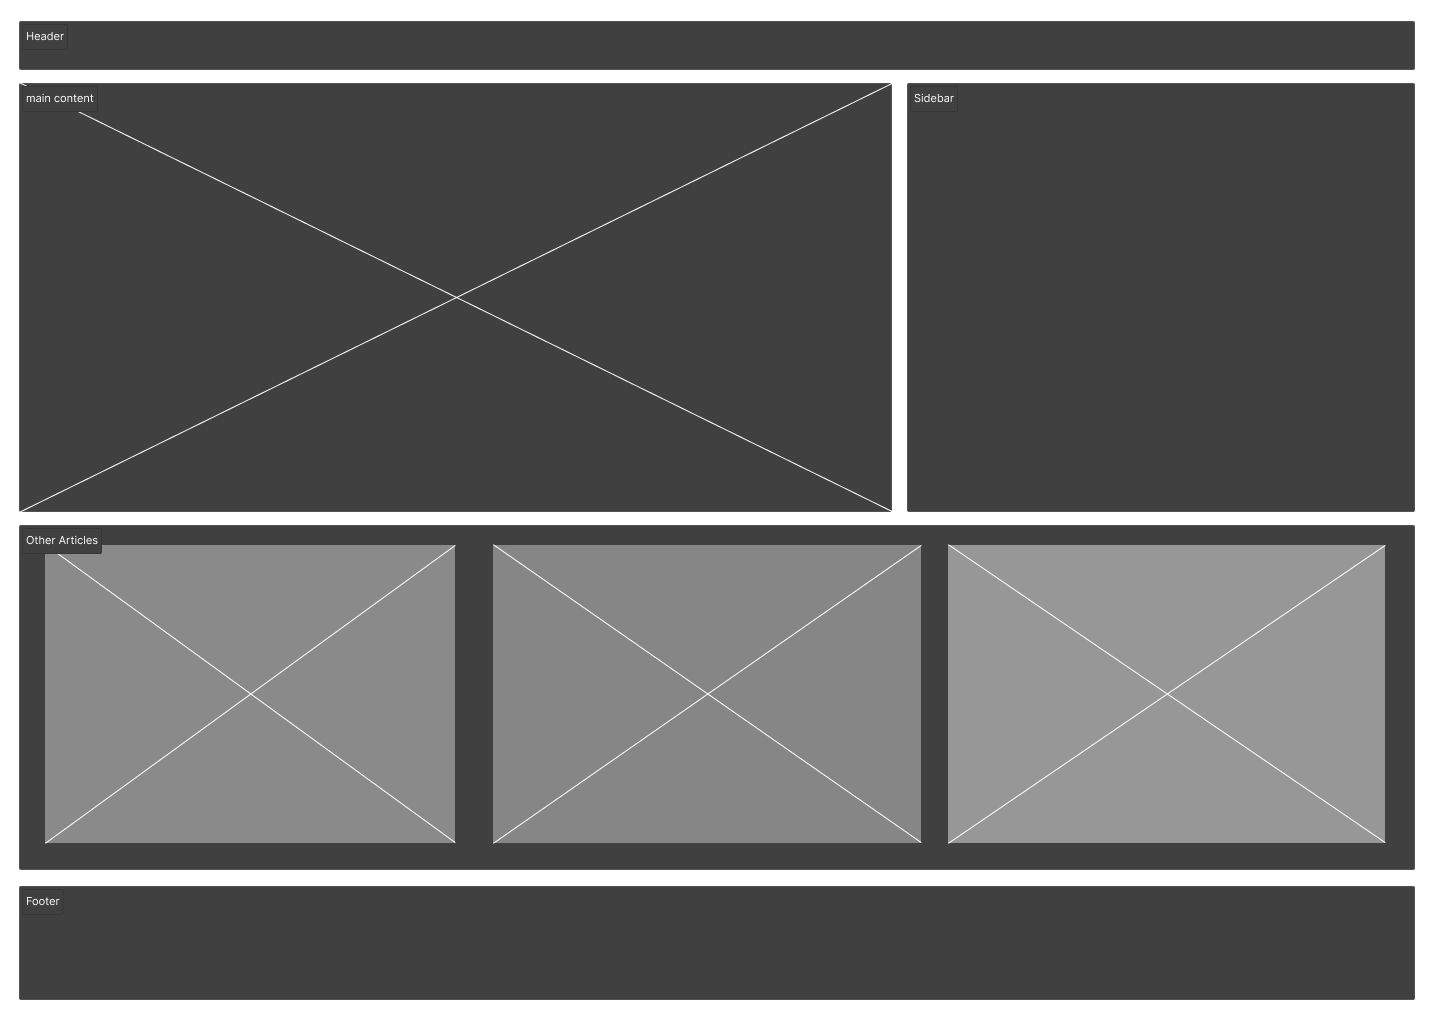 Header
main content
Sidebar
Other Articles
Footer